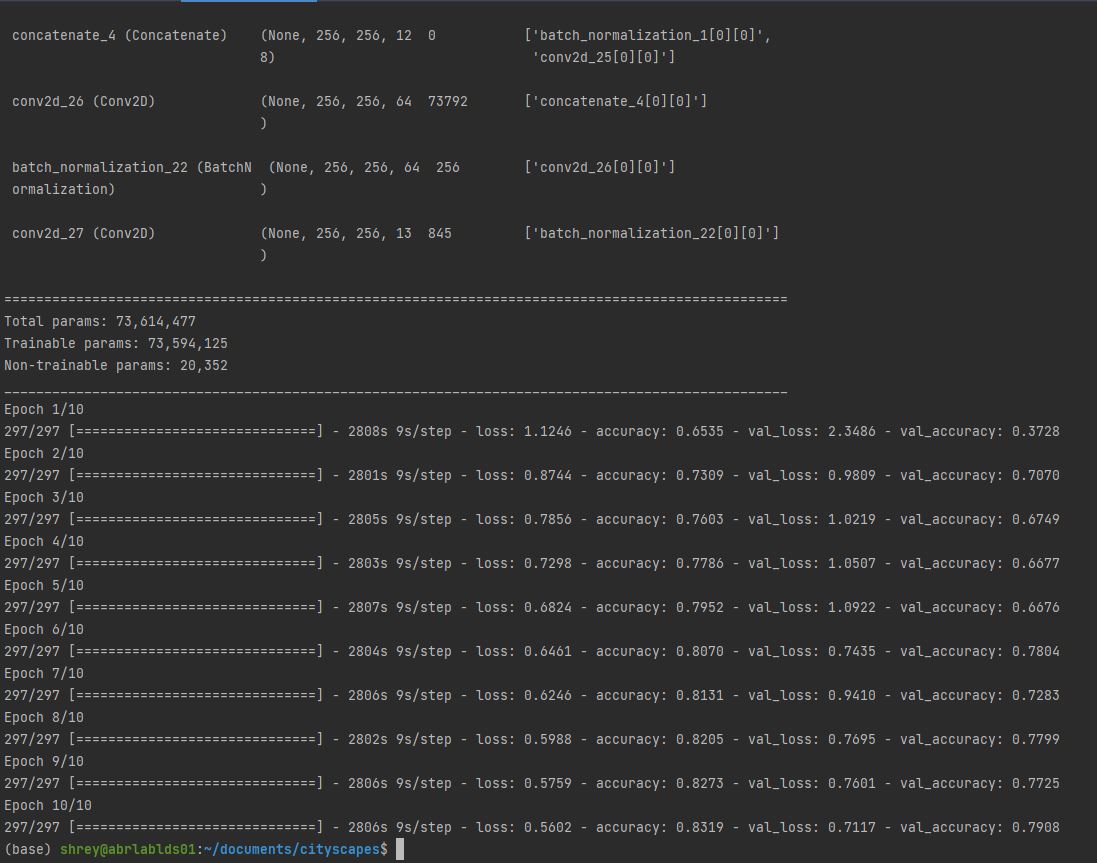 concatenate_4 (Concatenate)    (None, 256, 256, 12  0           ['batch_normalization_1[0][0]',
                                8)                                'conv2d_25[0][0]']
conv2d_26 (Conv2D)             (None, 256, 256, 64  73792       ['concatenate_4[0][0]']
                                )
batch_normalization_22 (BatchN  (None, 256, 256, 64  256        ['conv2d_26[0][0]']
ormalization)                   )
conv2d_27 (Conv2D)             (None, 256, 256, 13  845         ['batch_normalization_22[0][0]']
                                )
==================================================================================================
Total params: 73,614,477
Trainable params: 73,594,125
Non-trainable params: 20,352
__________________________________________________________________________________________________
Epoch 1/10
297/297 [==============================] - 2808s 9s/step - loss: 1.1246 - accuracy: 0.6535 - val_loss: 2.3486 - val_accuracy: 0.3728
Epoch 2/10
297/297 [==============================] - 2801s 9s/step - loss: 0.8744 - accuracy: 0.7309 - val_loss: 0.9809 - val_accuracy: 0.7070
Epoch 3/10
297/297 [==============================] - 2805s 9s/step - loss: 0.7856 - accuracy: 0.7603 - val_loss: 1.0219 - val_accuracy: 0.6749
Epoch 4/10
297/297 [==============================] - 2803s 9s/step - loss: 0.7298 - accuracy: 0.7786 - val_loss: 1.0507 - val_accuracy: 0.6677
Epoch 5/10
297/297 [==============================] - 2807s 9s/step - loss: 0.6824 - accuracy: 0.7952 - val_loss: 1.0922 - val_accuracy: 0.6676
Epoch 6/10
297/297 [==============================] - 2804s 9s/step - loss: 0.6461 - accuracy: 0.8070 - val_loss: 0.7435 - val_accuracy: 0.7804
Epoch 7/10
297/297 [==============================] - 2806s 9s/step - loss: 0.6246 - accuracy: 0.8131 - val_loss: 0.9410 - val_accuracy: 0.7283
Epoch 8/10
297/297 [==============================] - 2802s 9s/step - loss: 0.5988 - accuracy: 0.8205 - val_loss: 0.7695 - val_accuracy: 0.7799
Epoch 9/10
297/297 [==============================] - 2806s 9s/step - loss: 0.5759 - accuracy: 0.8273 - val_loss: 0.7601 - val_accuracy: 0.7725
Epoch 10/10
297/297 [==============================] - 2806s 9s/step - loss: 0.5602 - accuracy: 0.8319 - val_loss: 0.7117 - val_accuracy: 0.7908
(base) shrey@abrlablds01:~/documents/cityscapes$